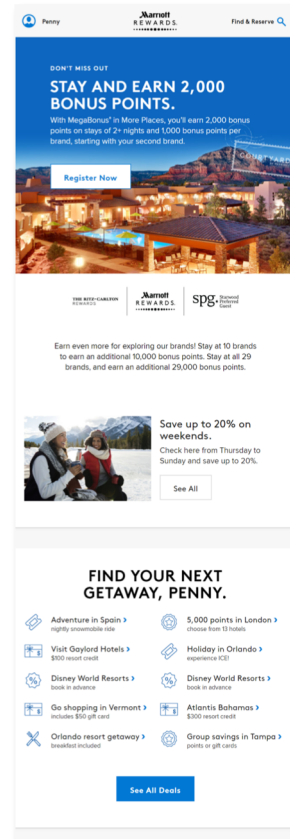 Penny
Marriott
REWARDS.
Find & Reserve
DON'T MISS OUT
STAY AND EARN 2,000
BONUS POINTS.
With MegaBonus® in More Places, you'll earn 2,000 bonus
points on stays of 2+ nights and 1,000 bonus points per
brand, starting with your second brand.
Register Now
COURTYARD
THE RITZ-CARLTON
REWARDS
Marriott
REWARDS.
spg.
Starwood
Preferred
Guest
Earn even more for exploring our brands! Stay at 10 brands
to earn an additional 10,000 bonus points. Stay at all 29
brands, and earn an additional 29,000 bonus points.
Save up to 20% on
weekends.
Check here from Thursday to
Sunday and save up to 20%.
See All
FIND YOUR NEXT
GETAWAY, PENNY.
Adventure in Spain ›
nightly snowmobile ride
5,000 points in London ›
choose from 13 hotels
Visit Gaylord Hotels ›
$100 resort credit
Holiday in Orlando ›
experience ICE!
Disney World Resorts ›
book in advance
Disney World Resorts ›
book in advance
Go shopping in Vermont ›
includes $50 gift card
Atlantis Bahamas ›
$300 resort credit
Orlando resort getaway ›
breakfast included
Group savings in Tampa ›
points or gift cards
See All Deals